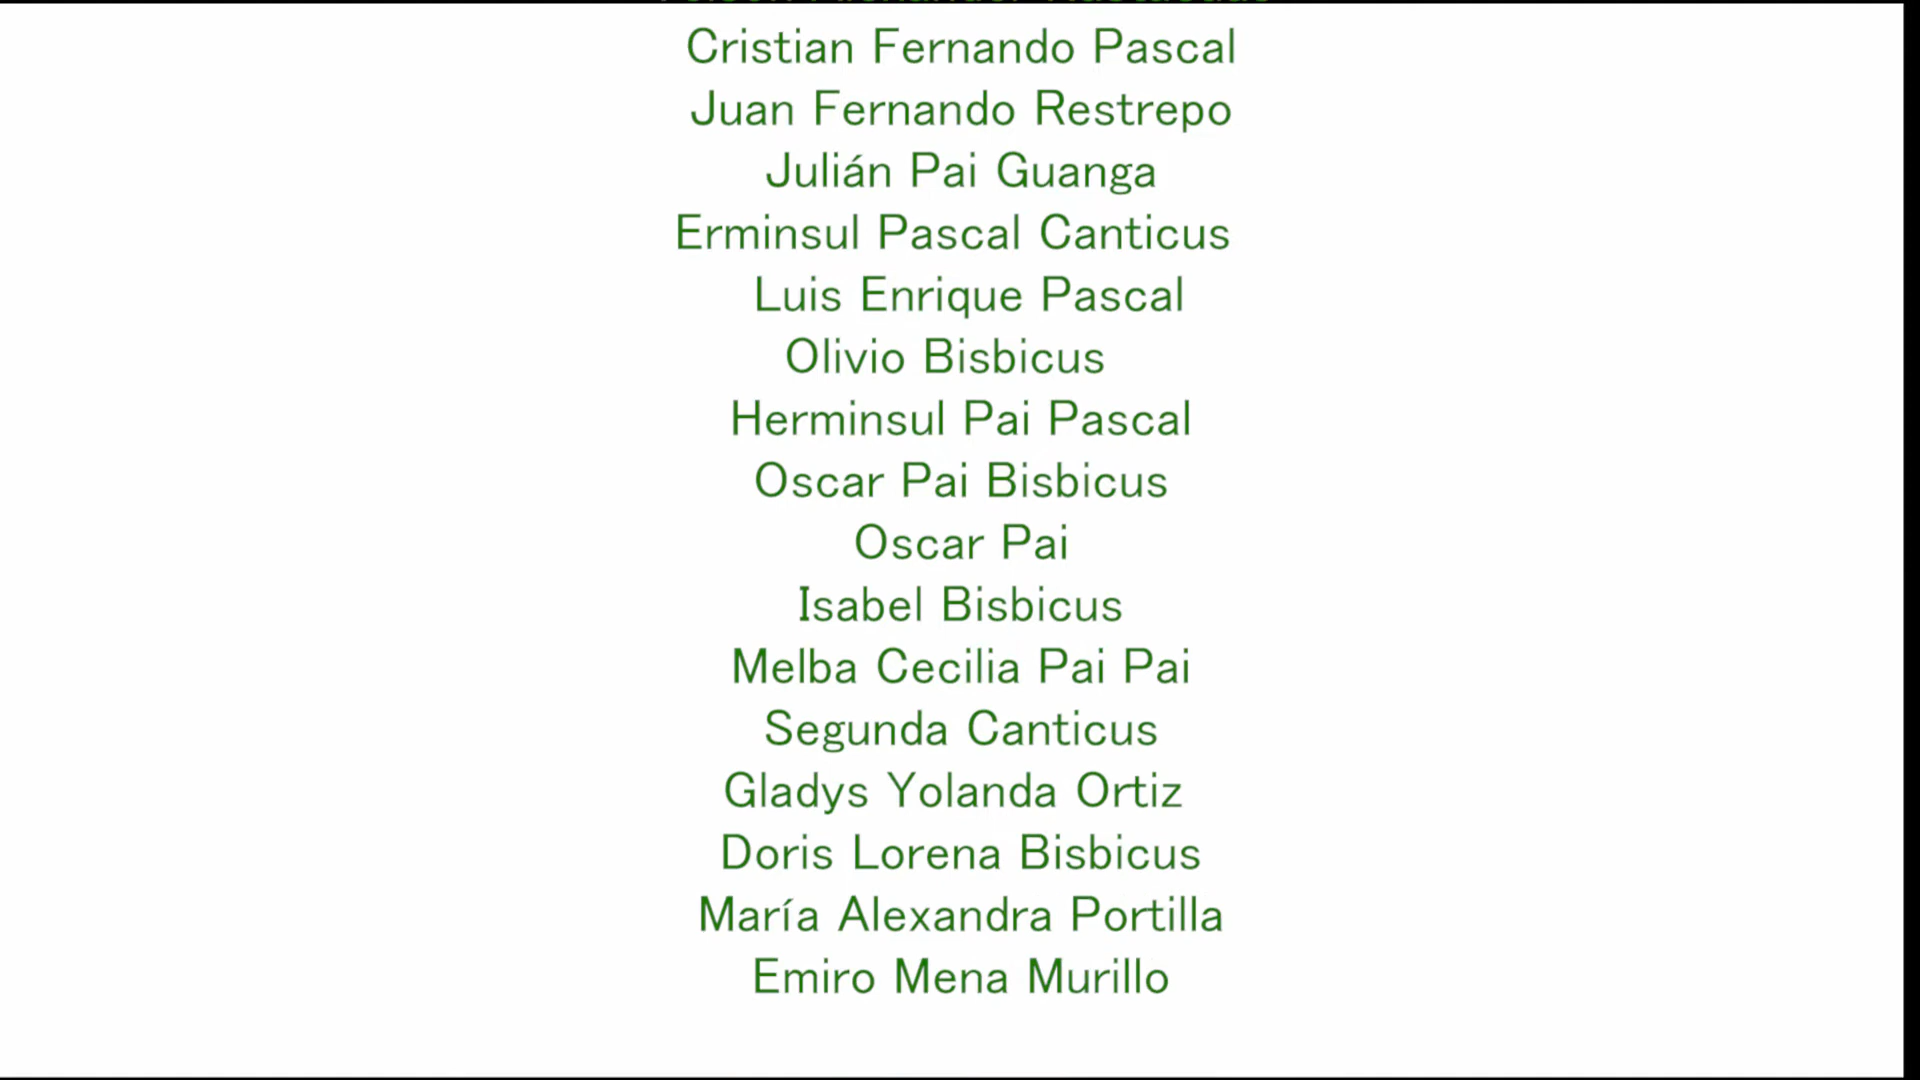 Cristian Fernando Pascal
Juan Fernando Restrepo
Julián Pai Guanga
Erminsul Pascal Canticus
Luis Enrique Pascal
Olivio Bisbicus
Herminsul Pai Pascal
Oscar Pai Bisbicus
Oscar Pai
Isabel Bisbicus
Melba Cecilia Pai Pai
Segunda Canticus
Gladys Yolanda Ortiz
Doris Lorena Bisbicus
María Alexandra Portilla
Emiro Mena Murillo